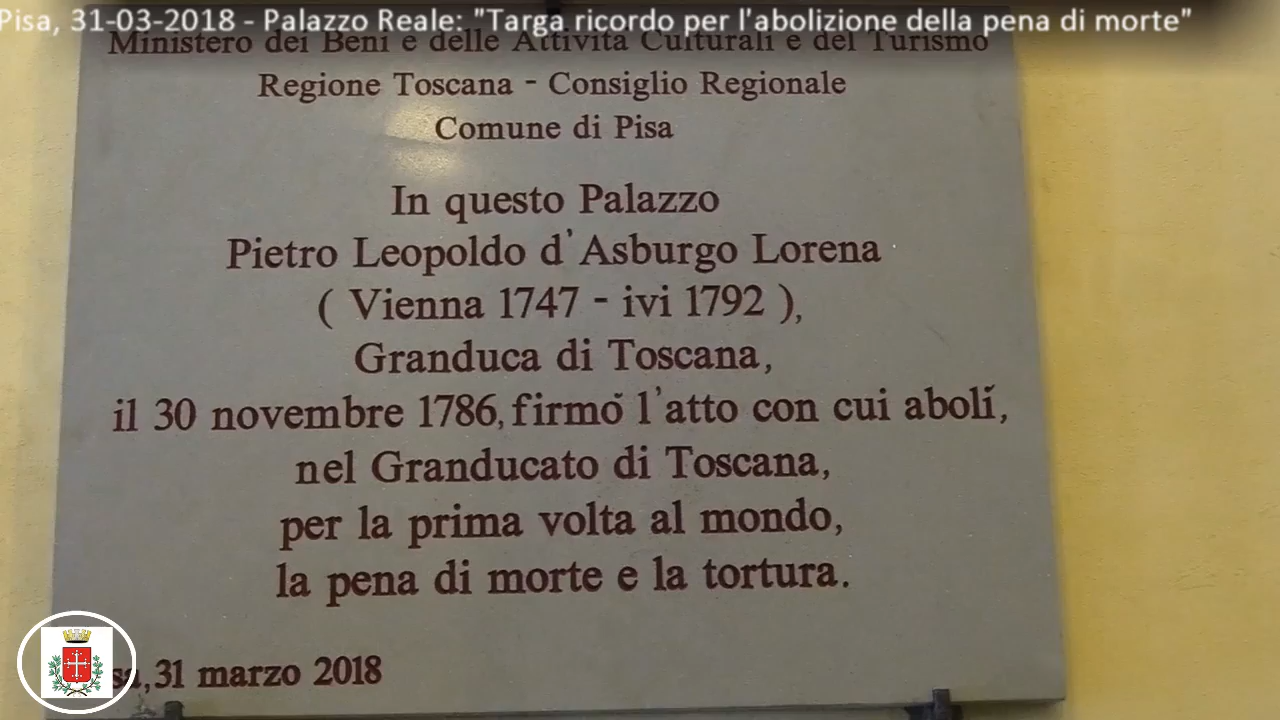 Pisa, 31-03-2018 - Palazzo Reale: "Targa ricordo per l'abolizione della pena di morte"
Ministero dei Beni e delle Attività Culturali e del Turismo
Regione Toscana - Consiglio Regionale
Comune di Pisa
In questo Palazzo
Pietro Leopoldo d'Asburgo Lorena
( Vienna 1747 - ivi 1792 ),
Granduca di Toscana,
il 30 novembre 1786, firmò l'atto con cui abolì,
nel Granducato di Toscana,
per la prima volta al mondo,
la pena di morte e la tortura.
sa, 31 marzo 2018